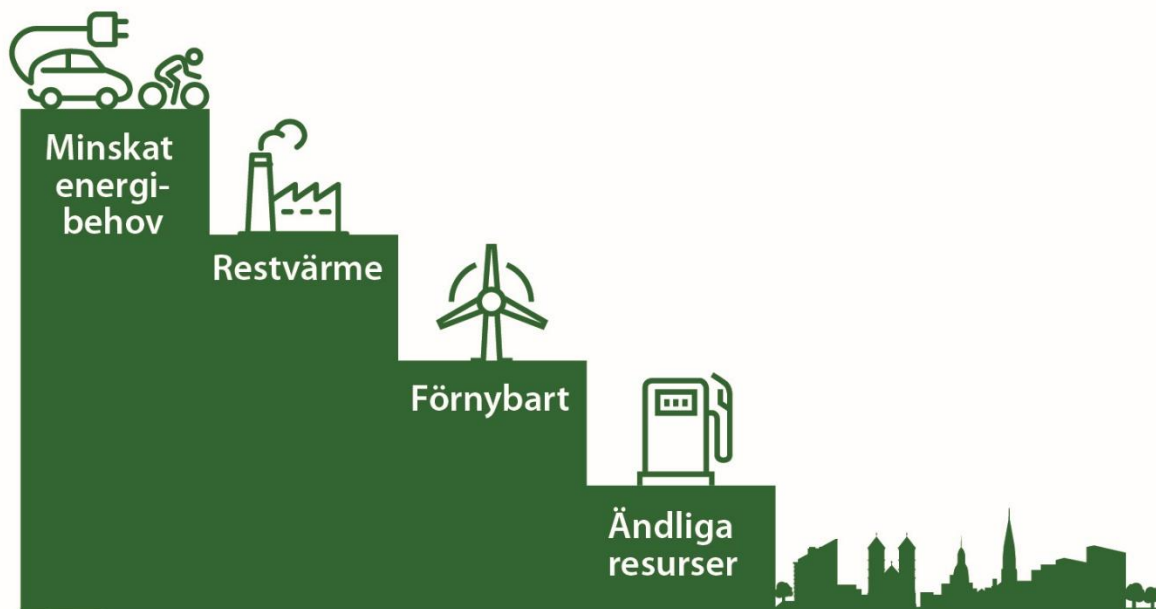 Minskat
energi-
behov
Restvärme
Förnybart
Ändliga
resurser